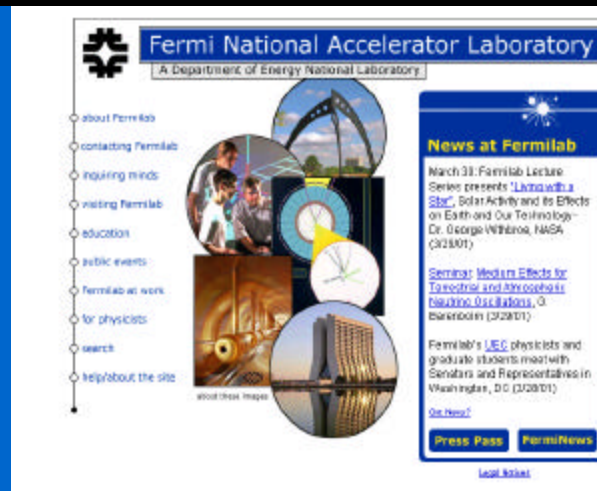 Fermi National Accelerator Laboratory
A Department of Energy National Laboratory
about Fermilab
contacting Fermilab
inquiring minds
visiting Fermilab
education
public events
Fermilab at work
for physicists
search
help/about the site
about these images
News at Fermilab
March 30: Fermilab Lecture
Series presents "Living with a
Star", Solar Activity and its Effects
on Earth and Our Technology–
Dr. George Withbroe, NASA
Seminar: Medium Effects for
Terrestrial and Atmospheric
Neutrino Oscillations, G.
Barenboim (3/29/01)
Fermilab's UEC physicists and
graduate students meet with
Senators and Representatives in
Washington, DC (3/28/01)
Got News?
Press Pass
FermiNews
Legal Notices